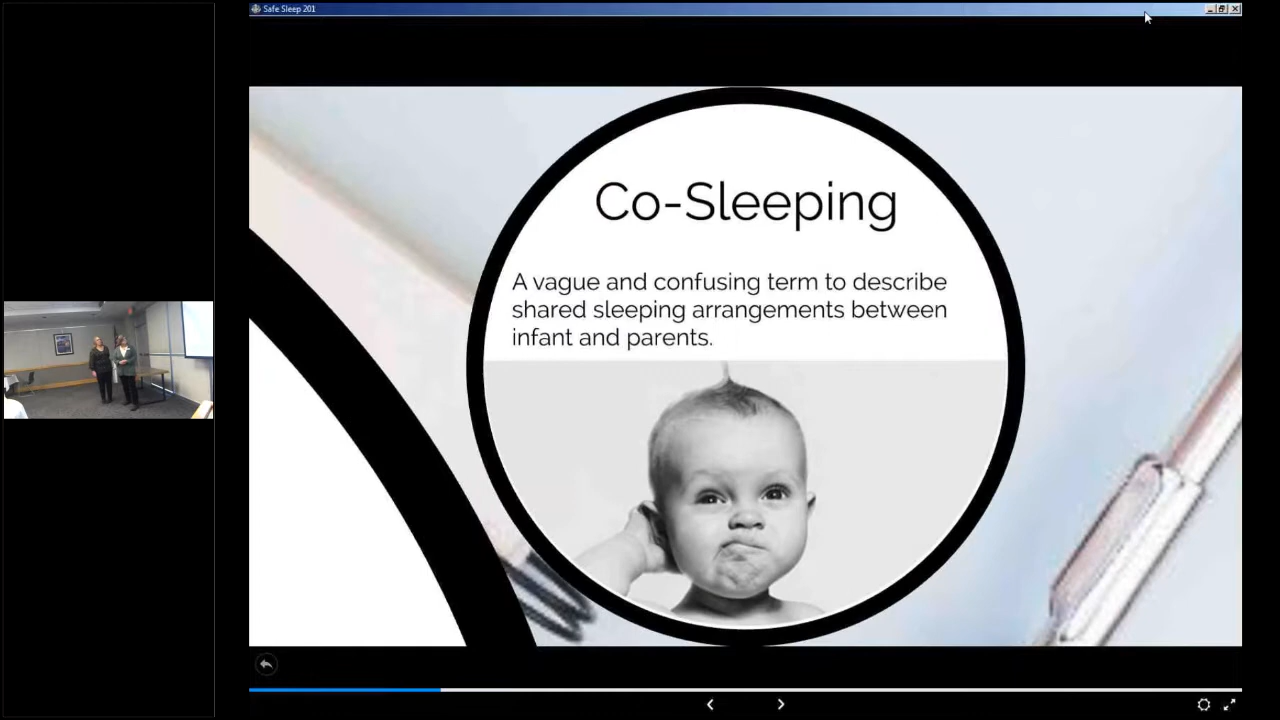 Safe Sleep 201
Co-Sleeping
A vague and confusing term to describe
shared sleeping arrangements between
infant and parents.